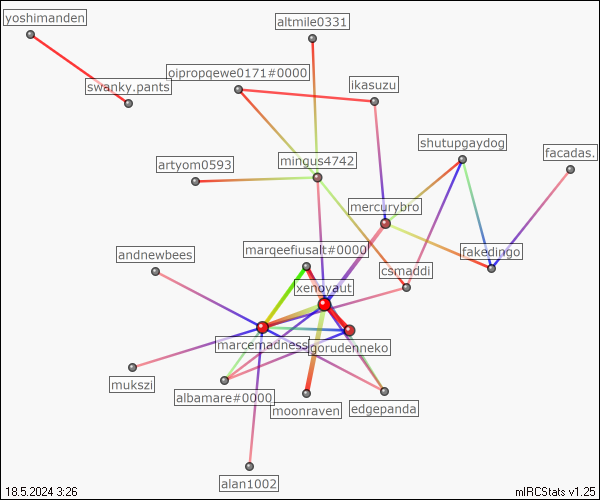 yoshimanden
altmile0331
oipropqewe0171#0000
ikasuzu
swanky.pants
shutupgaydog
facadas.
artyom0593
mingus4742
mercurybro
andnewbees
marqeefiusalt#0000
fakedingo
csmaddi
xenoyaut
marcemadness
gorudenneko
mukszi
albamare#0000
moonraven
edgepanda
alan1002
18.5.2024 3:26
mIRCStats v1.25